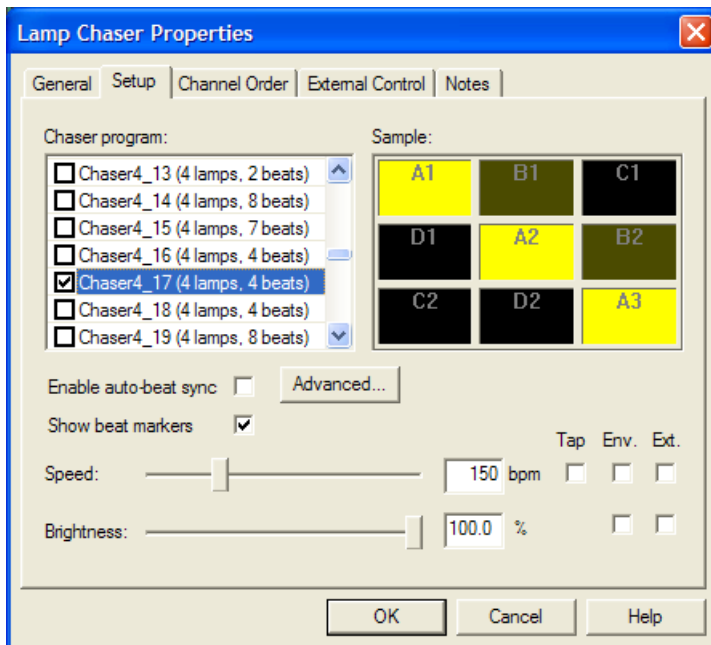 Lamp Chaser Properties
General Setup Channel Order External Control Notes
Chaser program:
Chaser4_13 (4 lamps, 2 beats)
Chaser4_14 (4 lamps, 8 beats)
Chaser4_15 (4 lamps, 7 beats)
Chaser4_16 (4 lamps, 4 beats)
Chaser4_17 (4 lamps, 4 beats)
Chaser4_18 (4 lamps, 4 beats)
Chaser4_19 (4 lamps, 8 beats)
Sample:
A1 B1 C1
D1 A2 B2
C2 D2 A3
Enable auto-beat sync Advanced...
Show beat markers
Tap Env. Ext.
Speed: 150 bpm
Brightness: 100.0 %
OK Cancel Help